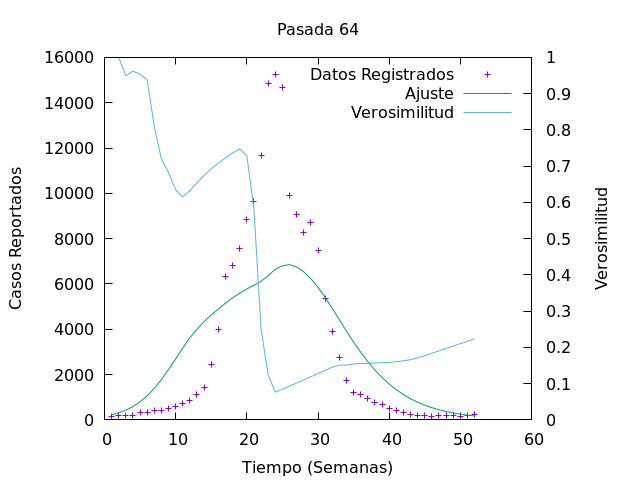 Pasada 64
Datos Registrados
Ajuste
Verosimilitud
16000
14000
12000
10000
8000
6000
4000
2000
0
1
0.9
0.8
0.7
0.6
0.5
0.4
0.3
0.2
0.1
0
Casos Reportados
Verosimilitud
0 10 20 30 40 50 60
Tiempo (Semanas)